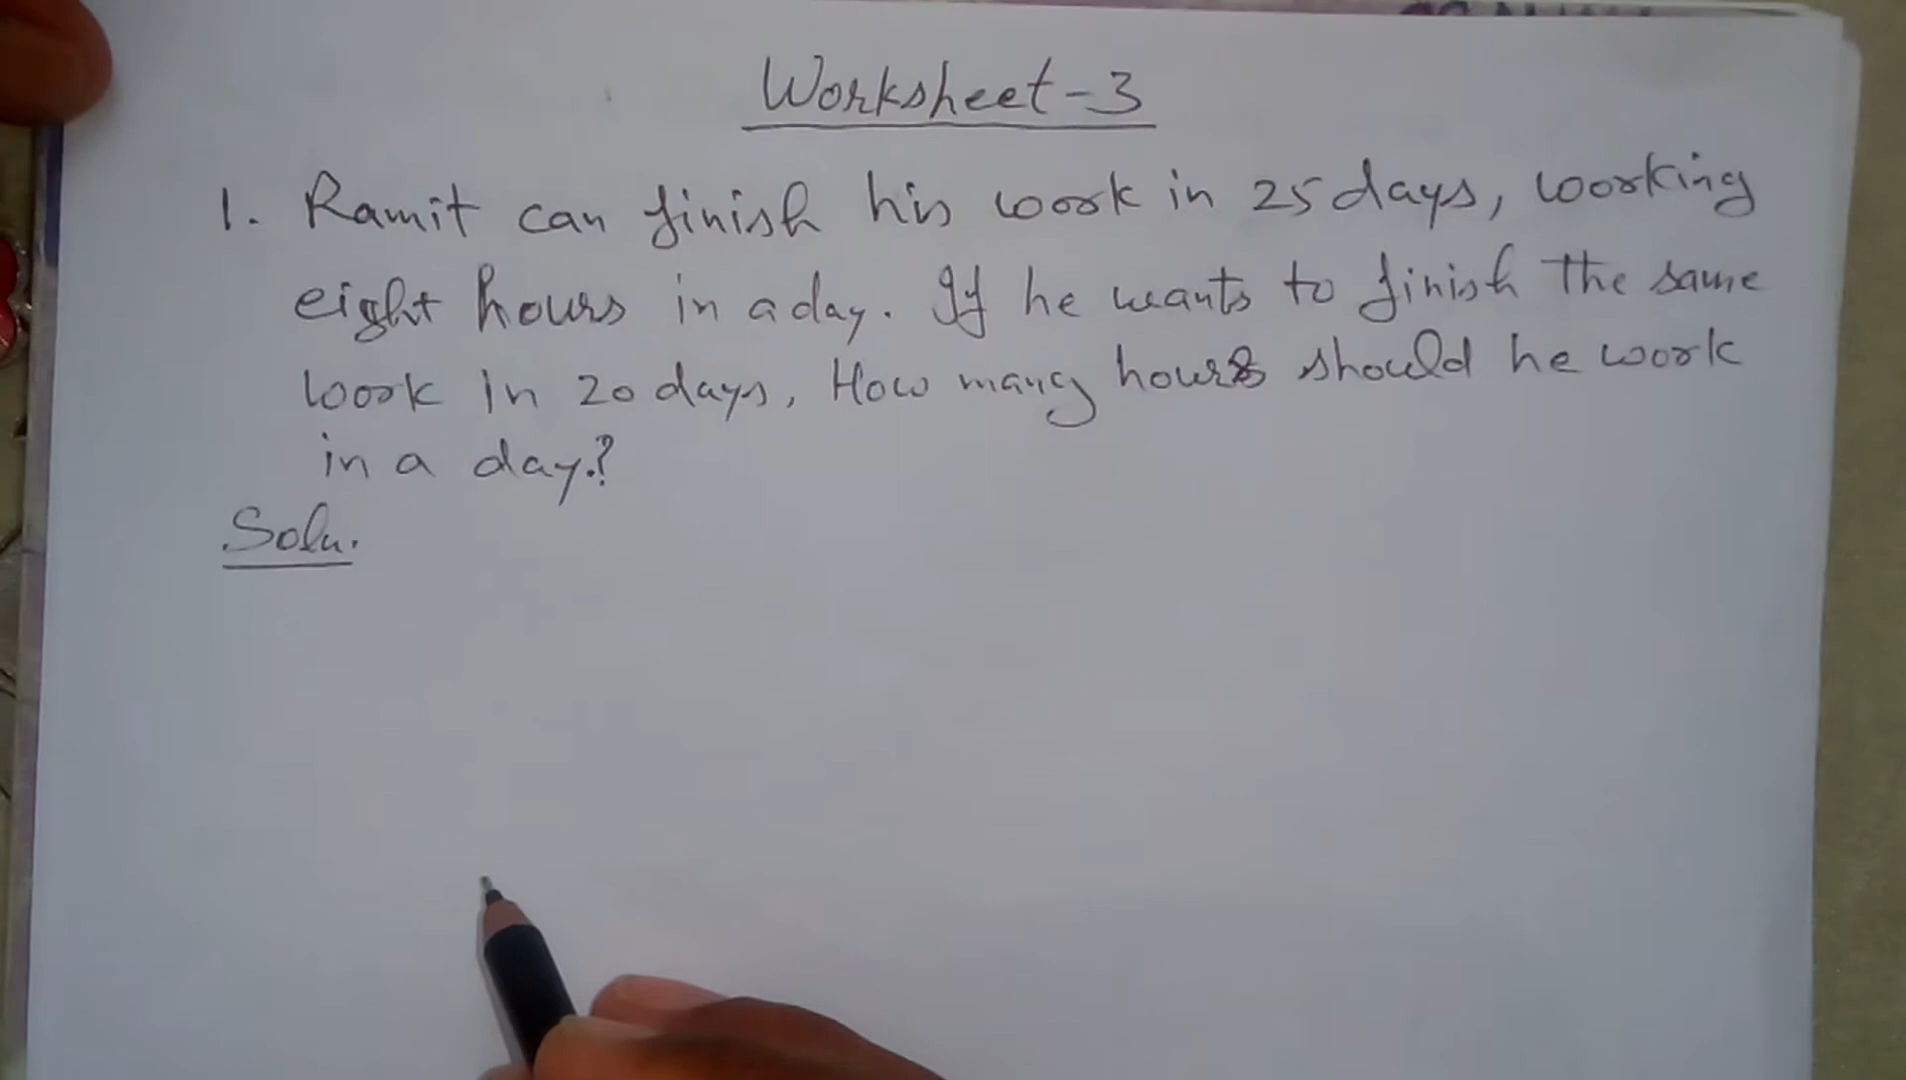 Worksheet-3
1. Ramit can finish his work in 25 days, working
eight hours in a day. If he wants to finish the same
work in 20 days, How many hours should he work
in a day.?
Soln.